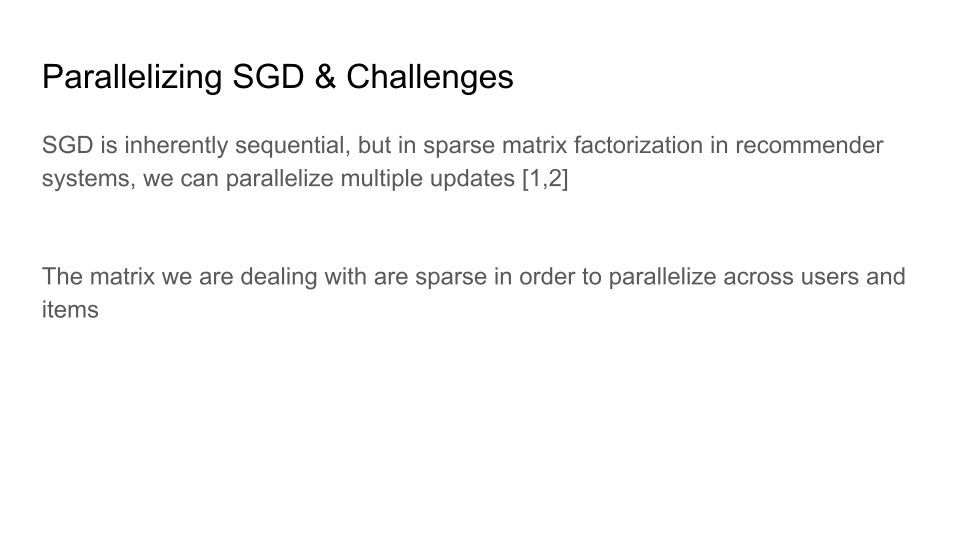 Parallelizing SGD & Challenges
SGD is inherently sequential, but in sparse matrix factorization in recommender
systems, we can parallelize multiple updates [1,2]
The matrix we are dealing with are sparse in order to parallelize across users and
items